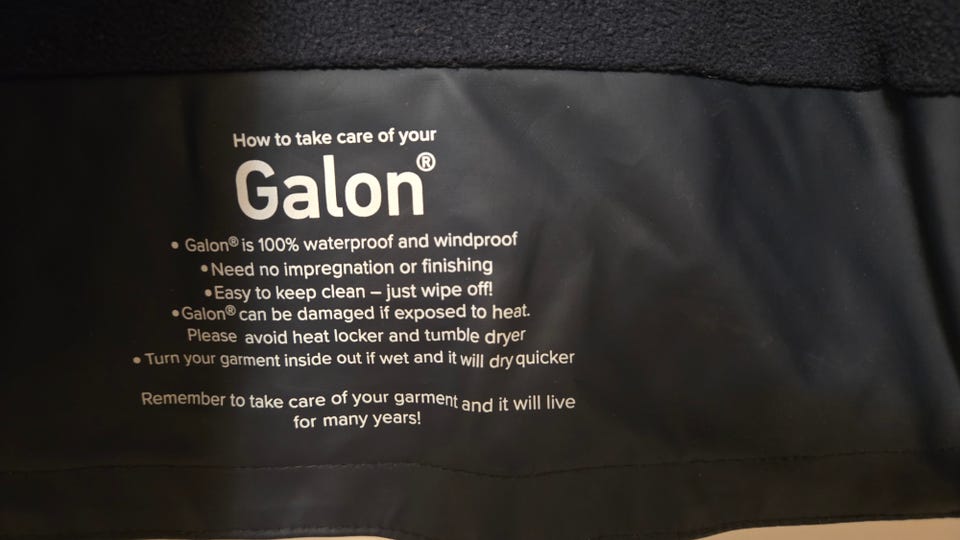 How to take care of your
Galon®
• Galon® is 100% waterproof and windproof
• Need no impregnation or finishing
• Easy to keep clean – just wipe off!
• Galon® can be damaged if exposed to heat.
Please avoid heat locker and tumble dryer
• Turn your garment inside out if wet and it will dry quicker
Remember to take care of your garment and it will live
for many years!